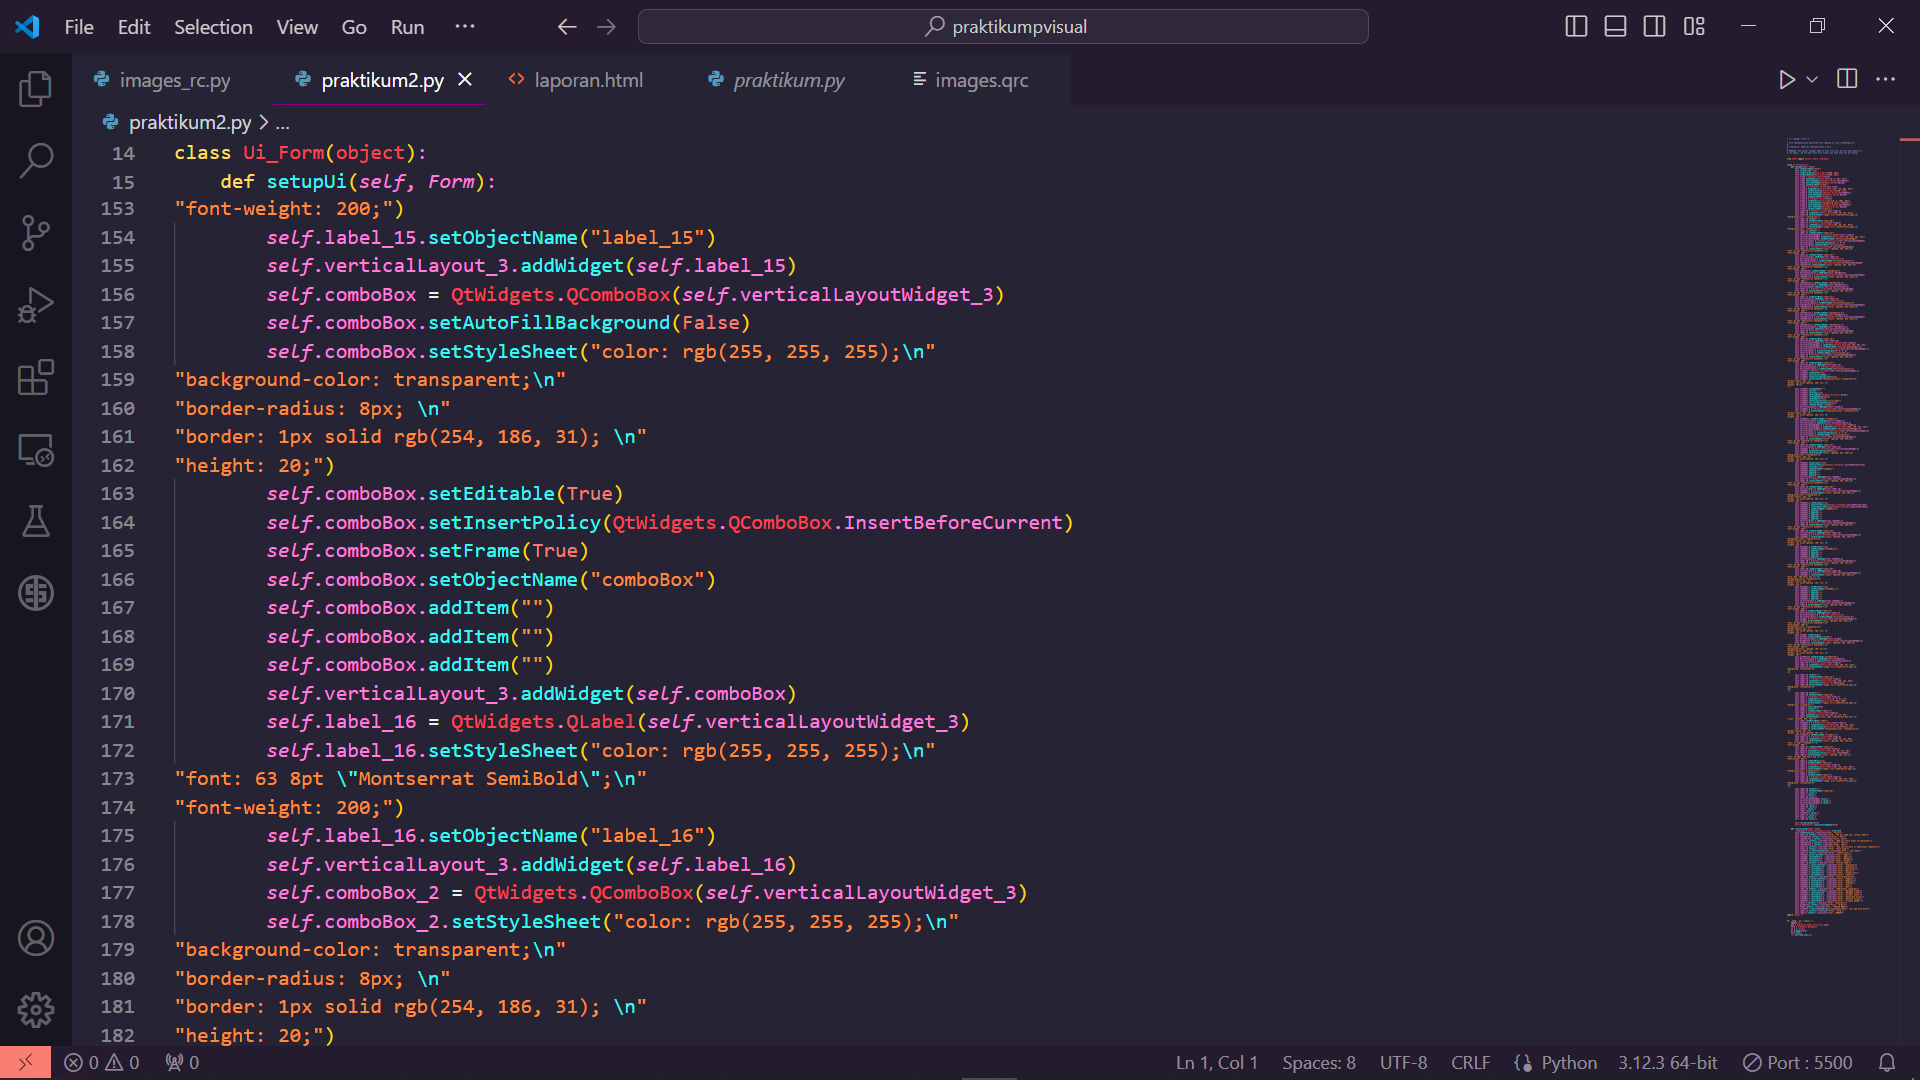 File Edit Selection View Go Run ···
praktikumpvisual
images_rc.py praktikum2.py laporan.html praktikum.py images.qrc
praktikum2.py > ...
14 class Ui_Form(object):
15 def setupUi(self, Form):
153 "font-weight: 200;")
154 self.label_15.setObjectName("label_15")
155 self.verticalLayout_3.addWidget(self.label_15)
156 self.comboBox = QtWidgets.QComboBox(self.verticalLayoutWidget_3)
157 self.comboBox.setAutoFillBackground(False)
158 self.comboBox.setStyleSheet("color: rgb(255, 255, 255);\n"
159 "background-color: transparent;\n"
160 "border-radius: 8px; \n"
161 "border: 1px solid rgb(254, 186, 31); \n"
162 "height: 20;")
163 self.comboBox.setEditable(True)
164 self.comboBox.setInsertPolicy(QtWidgets.QComboBox.InsertBeforeCurrent)
165 self.comboBox.setFrame(True)
166 self.comboBox.setObjectName("comboBox")
167 self.comboBox.addItem("")
168 self.comboBox.addItem("")
169 self.comboBox.addItem("")
170 self.verticalLayout_3.addWidget(self.comboBox)
171 self.label_16 = QtWidgets.QLabel(self.verticalLayoutWidget_3)
172 self.label_16.setStyleSheet("color: rgb(255, 255, 255);\n"
173 "font: 63 8pt \"Montserrat SemiBold\";\n"
174 "font-weight: 200;")
175 self.label_16.setObjectName("label_16")
176 self.verticalLayout_3.addWidget(self.label_16)
177 self.comboBox_2 = QtWidgets.QComboBox(self.verticalLayoutWidget_3)
178 self.comboBox_2.setStyleSheet("color: rgb(255, 255, 255);\n"
179 "background-color: transparent;\n"
180 "border-radius: 8px; \n"
181 "border: 1px solid rgb(254, 186, 31); \n"
182 "height: 20;")
0 0 0 Ln 1, Col 1 Spaces: 8 UTF-8 CRLF Python 3.12.3 64-bit Port : 5500